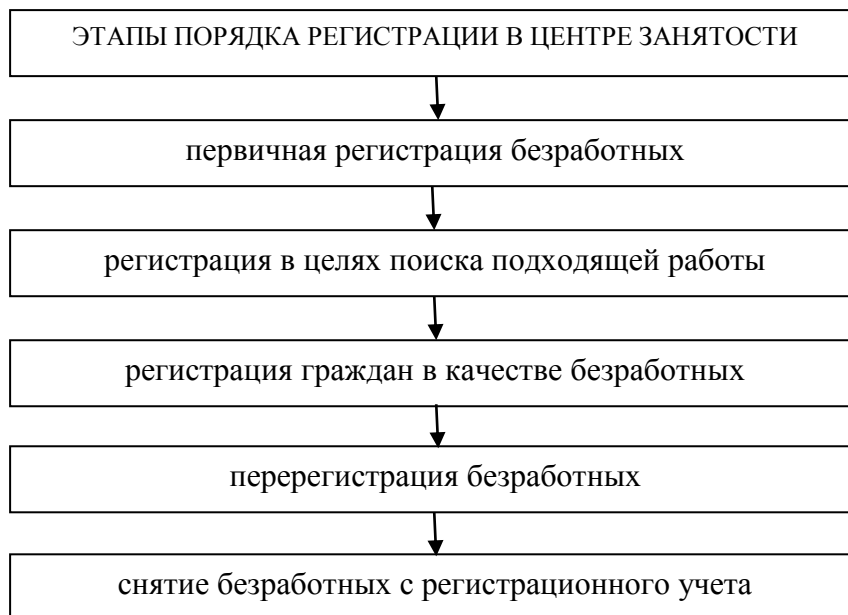 ЭТАПЫ ПОРЯДКА РЕГИСТРАЦИИ В ЦЕНТРЕ ЗАНЯТОСТИ
первичная регистрация безработных
регистрация в целях поиска подходящей работы
регистрация граждан в качестве безработных
перерегистрация безработных
снятие безработных с регистрационного учета